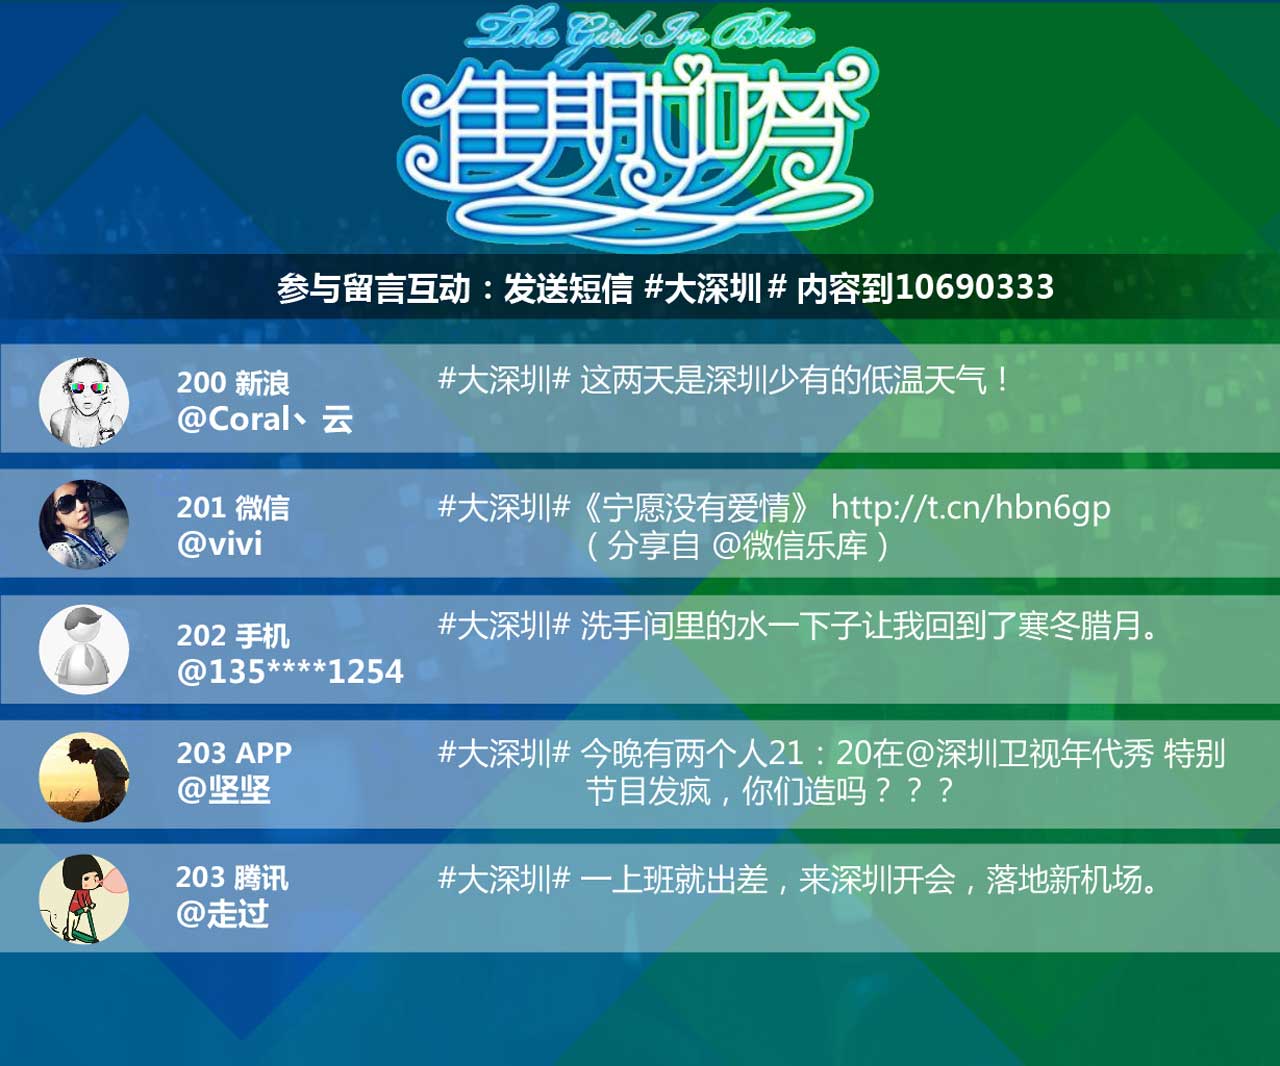 The Girl In Blue
佳期如梦
参与留言互动：发送短信 #大深圳# 内容到10690333
200 新浪
@Coral、云
#大深圳# 这两天是深圳少有的低温天气！
201 微信
@vivi
#大深圳#《宁愿没有爱情》 http://t.cn/hbn6gp
（分享自 @微信乐库）
202 手机
@135****1254
#大深圳# 洗手间里的水一下子让我回到了寒冬腊月。
203 APP
@坚坚
#大深圳# 今晚有两个人21：20在@深圳卫视年代秀 特别
节目发疯，你们造吗？？？
203 腾讯
@走过
#大深圳# 一上班就出差，来深圳开会，落地新机场。